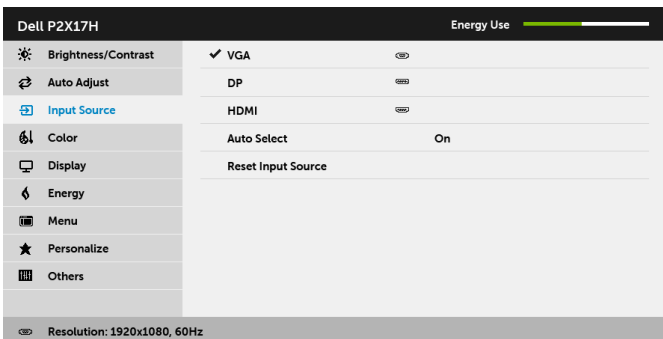 Dell P2X17H Energy Use
Brightness/Contrast VGA
Auto Adjust DP
Input Source HDMI
Color Auto Select On
Display Reset Input Source
Energy
Menu
Personalize
Others
Resolution: 1920x1080, 60Hz